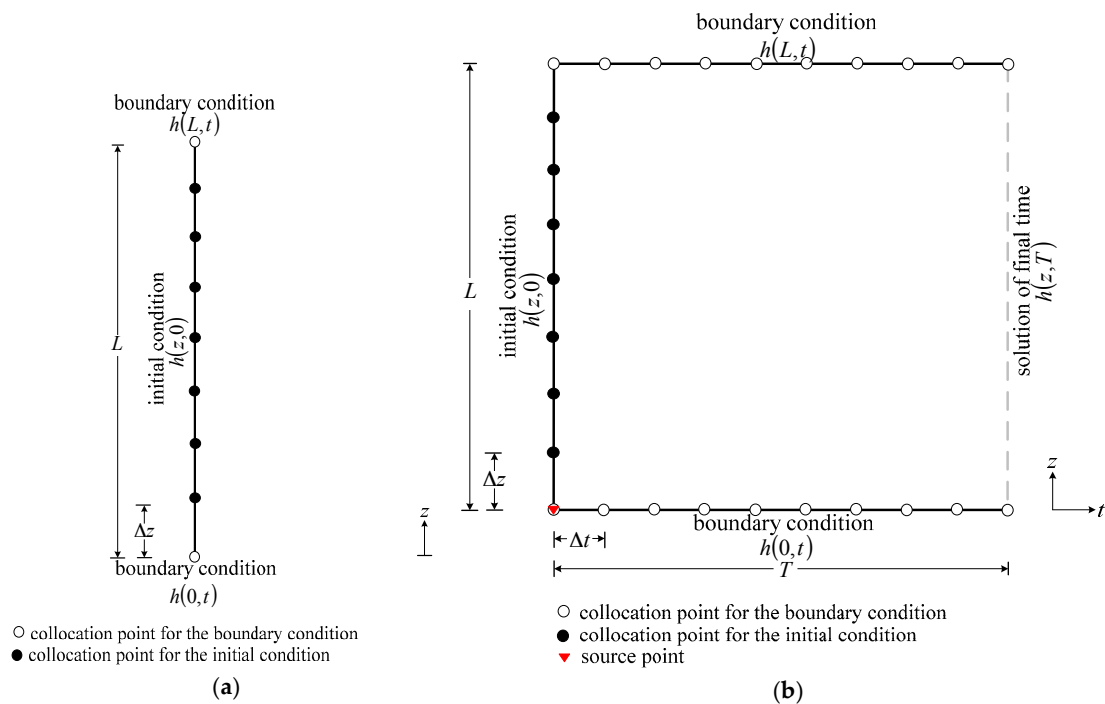 boundary condition
h(L,t)
L
initial condition
h(z,0)
Δz
z
boundary condition
h(0,t)
collocation point for the boundary condition
collocation point for the initial condition
(a)
boundary condition
h(L,t)
L
initial condition
h(z,0)
Δz
solution of final time
h(z,T)
z
t
boundary condition
h(0,t)
Δt
T
collocation point for the boundary condition
collocation point for the initial condition
source point
(b)